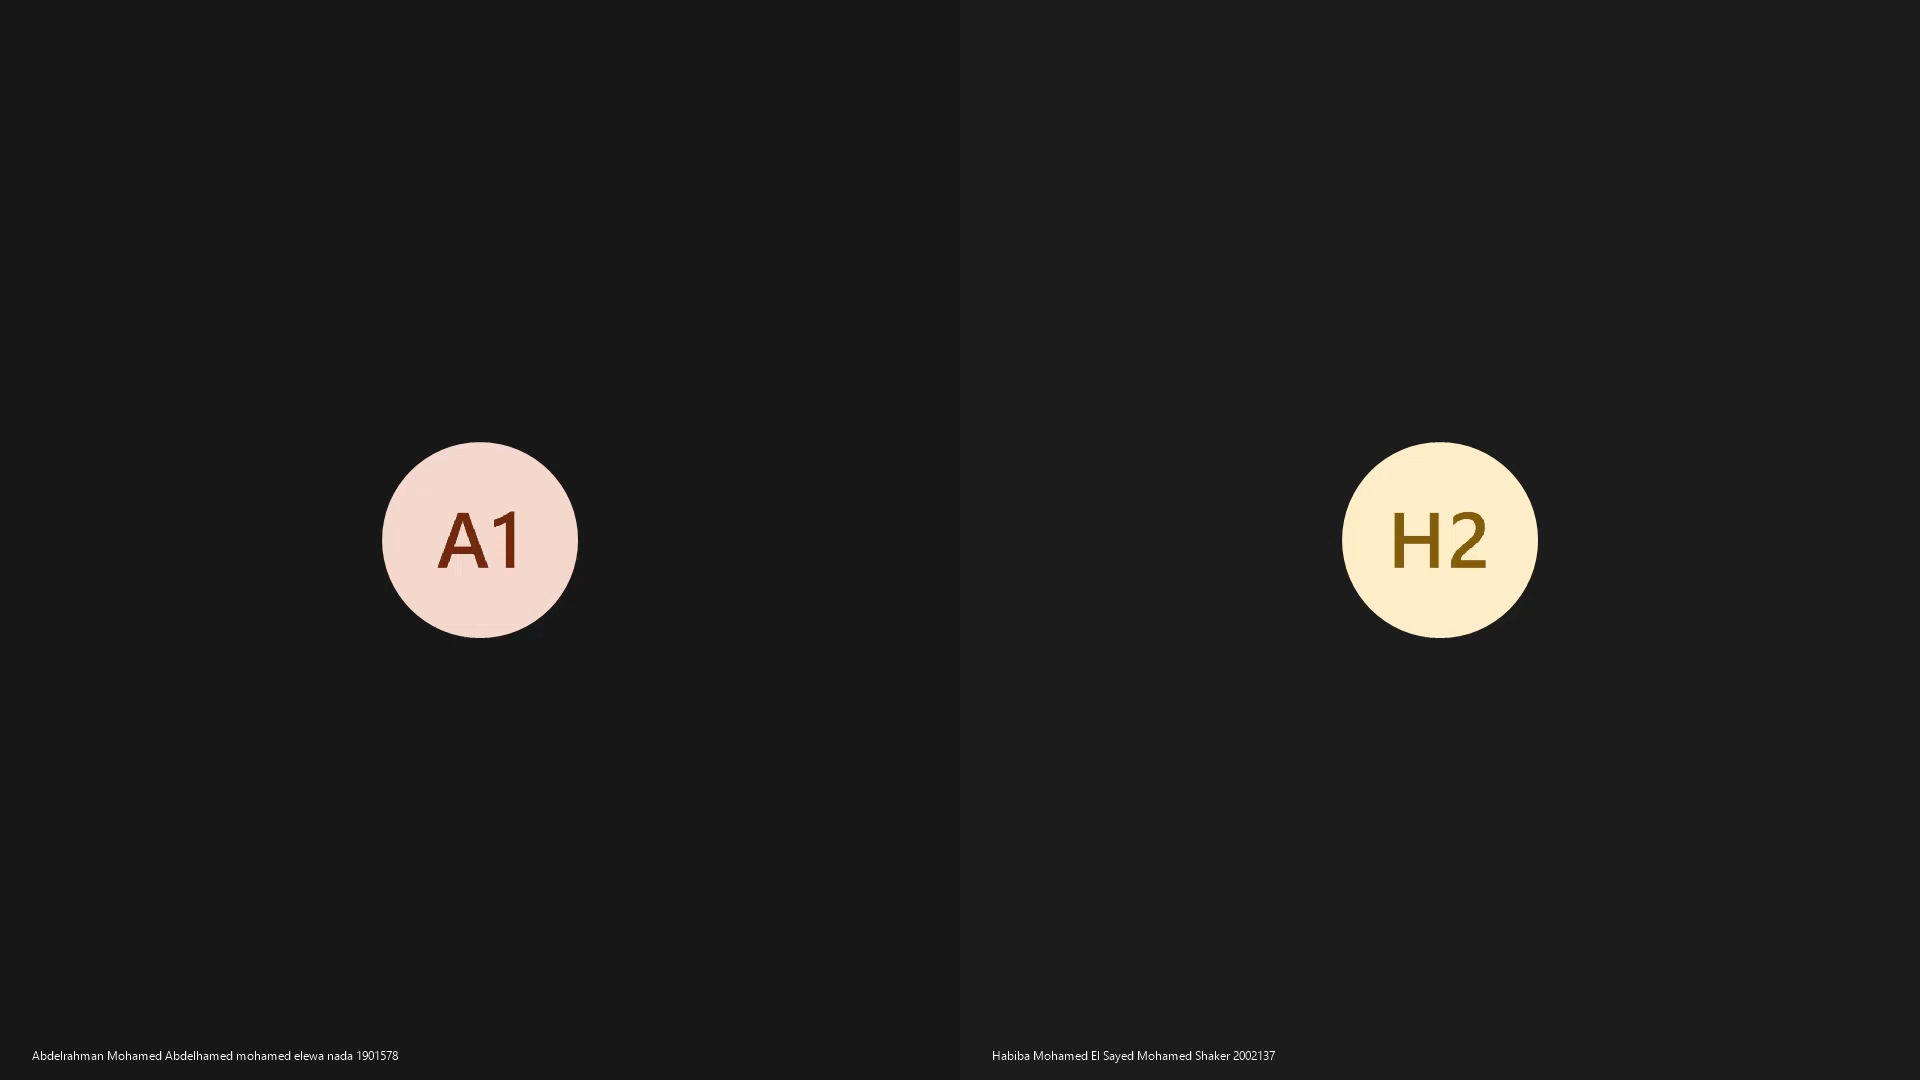 A1
H2
Abdelrahman Mohamed Abdelhamed mohamed elewa nada 1901578
Habiba Mohamed El Sayed Mohamed Shaker 2002137